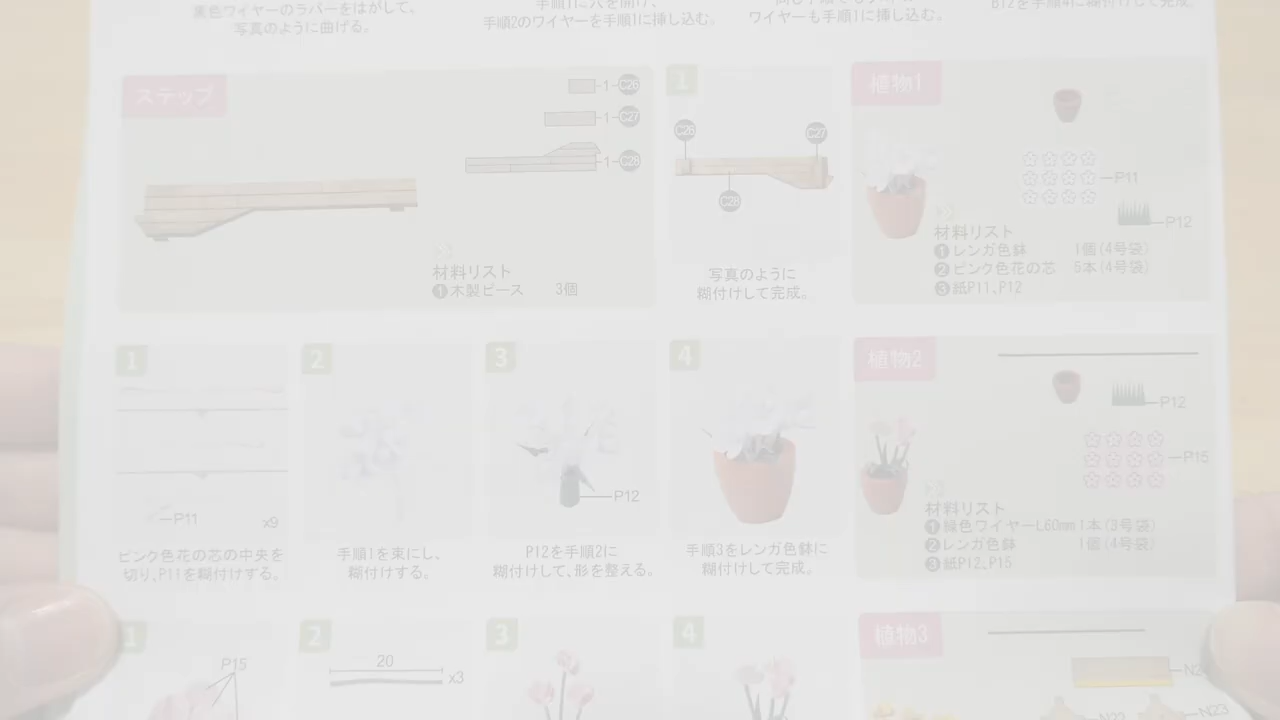 黒色ワイヤーのラバーをはがして、
写真のように曲げる。
手順1に穴を開け、
手順2のワイヤーを手順1に挿し込む。
ワイヤーも手順1に挿し込む。
B12を手順4に糊付けして完成。
ステップ
1 C26
1 C27
1 C28
材料リスト
❶木製ピース 3個
1
C26
C27
C28
写真のように
糊付けして完成。
植物1
P11
P12
材料リスト
❶レンガ色鉢 1個(4号袋)
❷ピンク色花の芯 5本(4号袋)
❸紙P11、P12
1
P11
x9
ピンク色花の芯の中央を
切り、P11を糊付けする。
2
手順1を束にし、
糊付けする。
3
P12
P12を手順2に
糊付けして、形を整える。
4
手順3をレンガ色鉢に
糊付けして完成。
植物2
P12
P15
材料リスト
❶緑色ワイヤーL60mm 1本(3号袋)
❷レンガ色鉢 1個(4号袋)
❸紙P12、P15
1
P15
2
20
x3
3
4
植物3
N22
N23